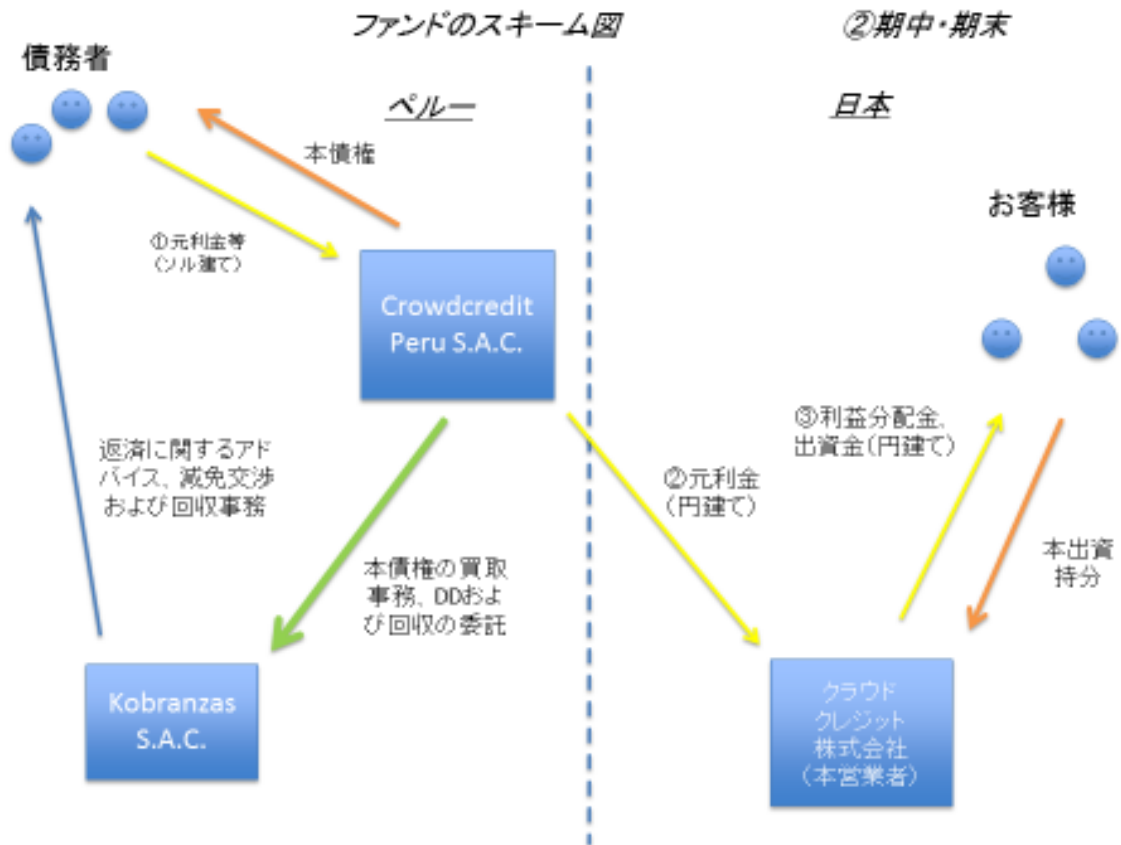 ファンドのスキーム図
②期中・期末
債務者
ペルー
日本
本債権
お客様
①元利金等
（ソル建て）
Crowdcredit
Peru S.A.C.
③利益分配金、
出資金（円建て）
返済に関するアド
バイス、減免交渉
および回収事務
②元利金
（円建て）
本出資
持分
本債権の買取
事務、DDおよ
び回収の委託
Kobranzas
S.A.C.
クラウド
クレジット
株式会社
（本営業者）